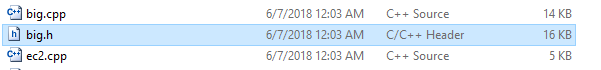 big.cpp 6/7/2018 12:03 AM C++ Source 14 KB
big.h 6/7/2018 12:03 AM C/C++ Header 16 KB
ec2.cpp 6/7/2018 12:03 AM C++ Source 5 KB